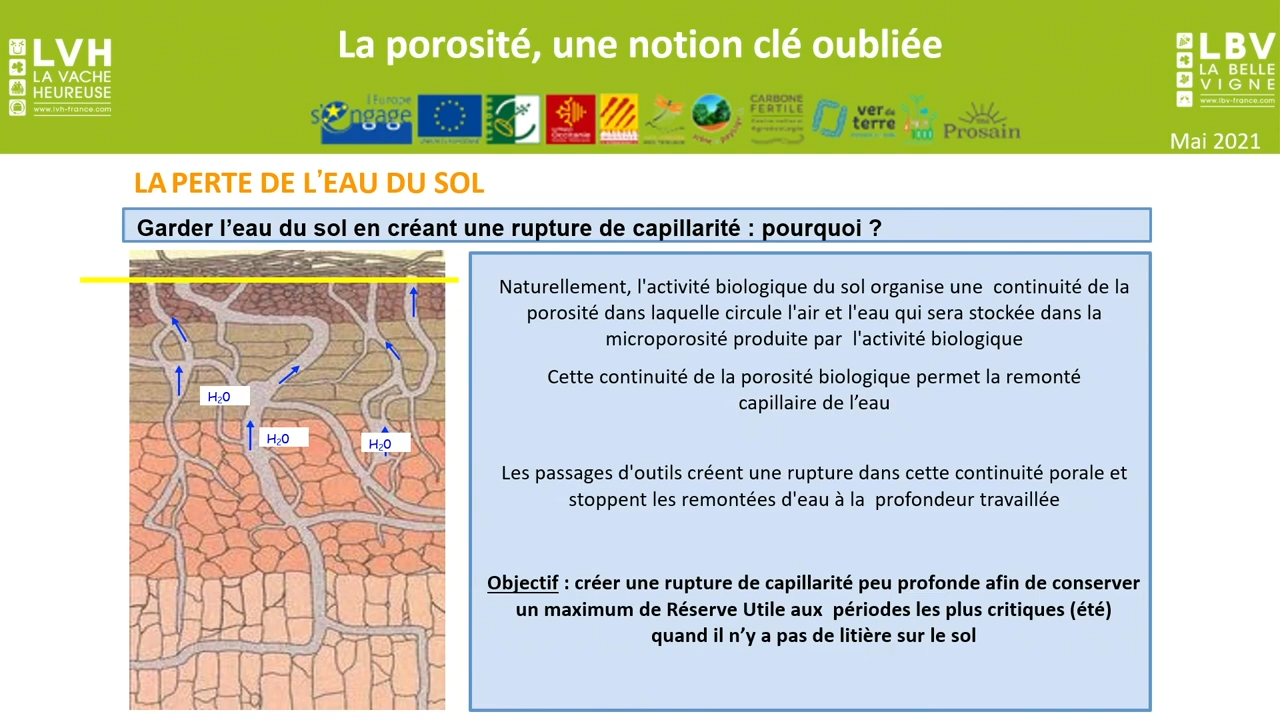 La porosité, une notion clé oubliée
LVH
LA VACHE
HEUREUSE
www.lvh-france.com
LBV
LA BELLE
VIGNE
www.lbv-france.com
l'Europe
s'engage
Occitanie
CARBONE
FERTILE
ver de
terre
Prosain
Mai 2021
LA PERTE DE L’EAU DU SOL
Garder l’eau du sol en créant une rupture de capillarité : pourquoi ?
Naturellement, l'activité biologique du sol organise une continuité de la
porosité dans laquelle circule l'air et l'eau qui sera stockée dans la
microporosité produite par l'activité biologique
Cette continuité de la porosité biologique permet la remonté
capillaire de l’eau
Les passages d'outils créent une rupture dans cette continuité porale et
stoppent les remontées d'eau à la profondeur travaillée
Objectif : créer une rupture de capillarité peu profonde afin de conserver
un maximum de Réserve Utile aux périodes les plus critiques (été)
quand il n’y a pas de litière sur le sol
H₂0
H₂0
H₂0